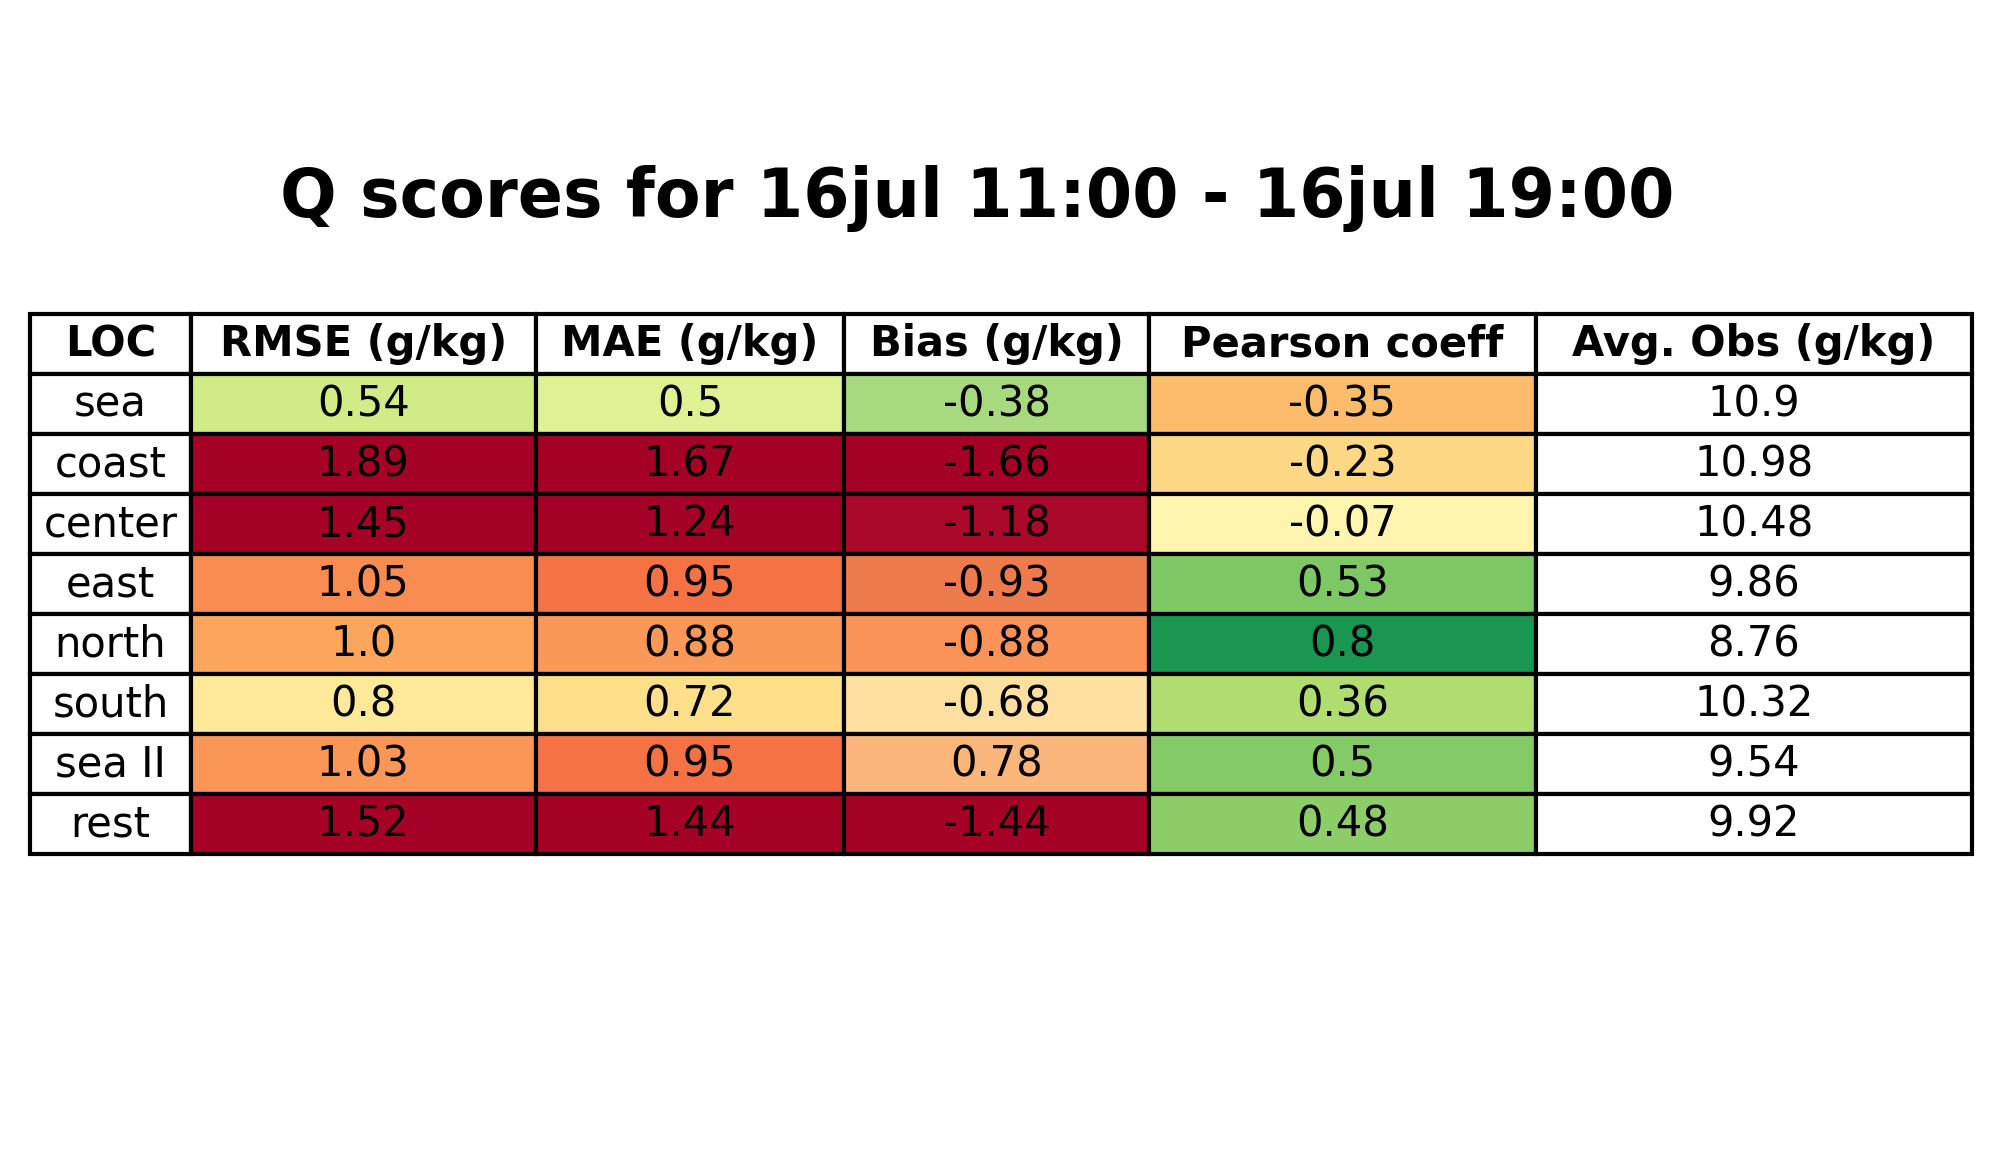 Q scores for 16jul 11:00 - 16jul 19:00
LOC RMSE (g/kg) MAE (g/kg) Bias (g/kg) Pearson coeff Avg. Obs (g/kg)
sea 0.54 0.5 -0.38 -0.35 10.9
coast 1.89 1.67 -1.66 -0.23 10.98
center 1.45 1.24 -1.18 -0.07 10.48
east 1.05 0.95 -0.93 0.53 9.86
north 1.0 0.88 -0.88 0.8 8.76
south 0.8 0.72 -0.68 0.36 10.32
sea II 1.03 0.95 0.78 0.5 9.54
rest 1.52 1.44 -1.44 0.48 9.92